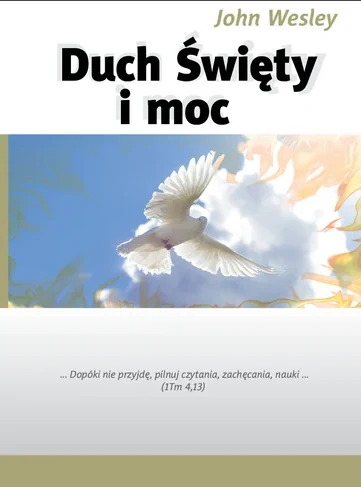 John Wesley
Duch Święty
i moc
... Dopóki nie przyjdę, pilnuj czytania, zachęcania, nauki ...
(1Tm 4,13)